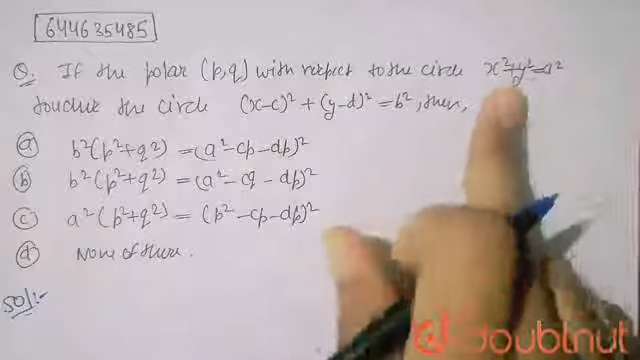 644635485
Q. If the polar (p,q) with respect to the circle x²+y²=a²
touches the circle (x-c)²+(y-d)²=b², then,
(a) b²(p²+q²)=(a²-cp-dp)²
(b) b²(p²+q²)=(a²-cq-dp)²
(c) a²(p²+q²)=(b²-cp-dp)²
(d) None of these.
Sol:-
doubtnut